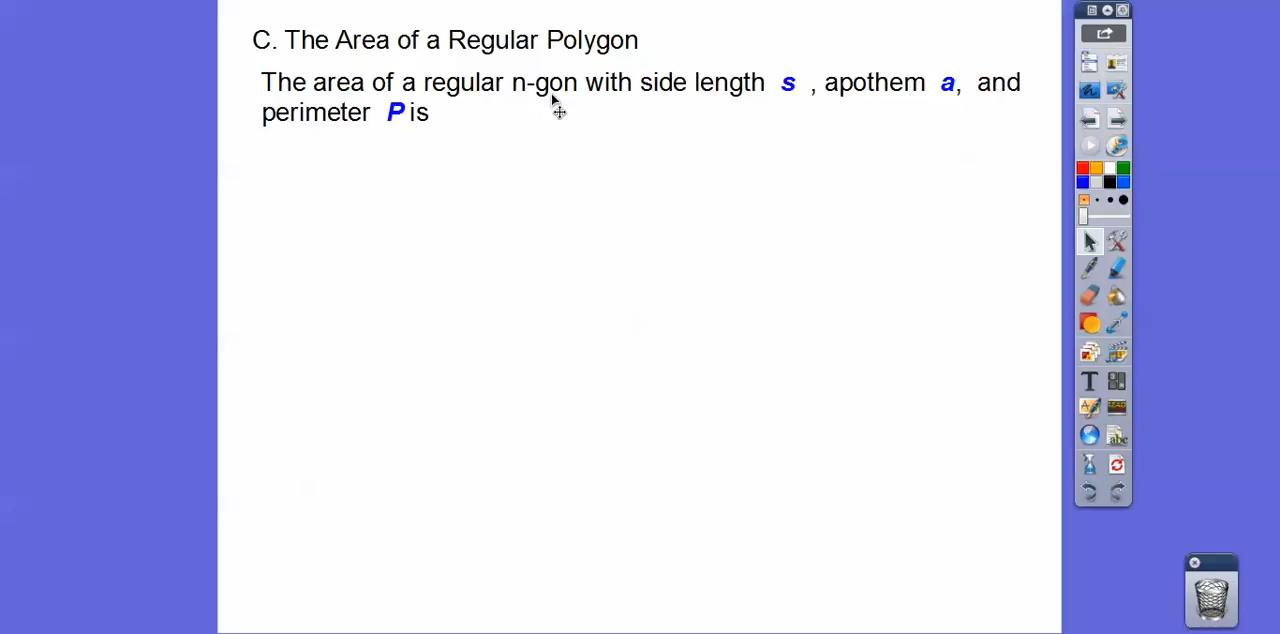 C. The Area of a Regular Polygon
The area of a regular n-gon with side length s , apothem a, and
perimeter P is